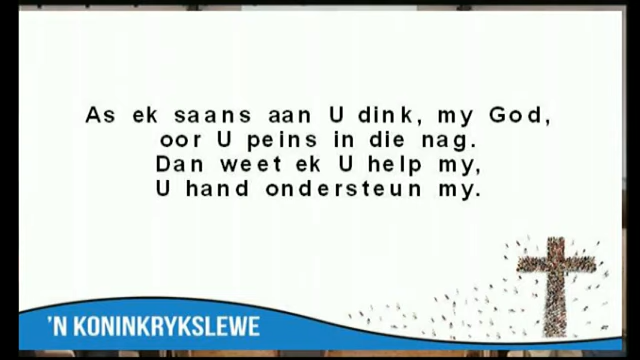 As ek saans aan U dink, my God,
oor U peins in die nag.
Dan weet ek U help my,
U hand ondersteun my.
'N KONINKRYKSLEWE